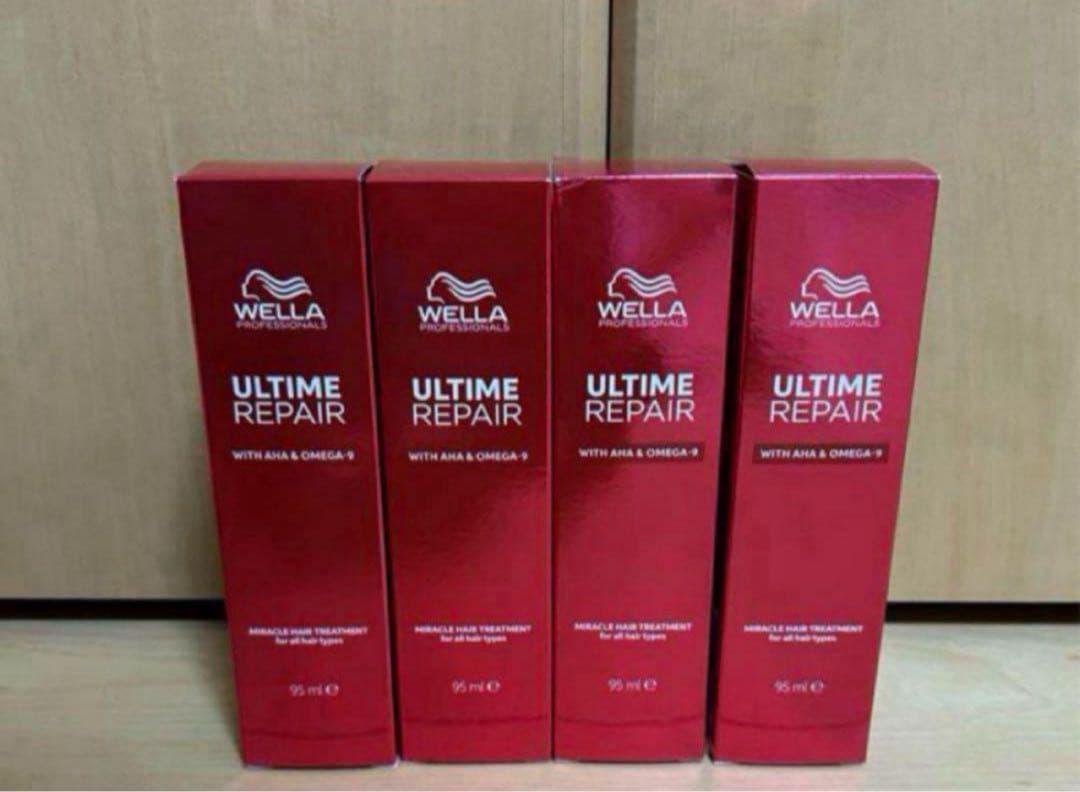 WELLA
PROFESSIONALS
ULTIME
REPAIR
WITH AHA & OMEGA-9
MIRACLE HAIR TREATMENT
for all hair types
95 ml ℮
WELLA
PROFESSIONALS
ULTIME
REPAIR
WITH AHA & OMEGA-9
MIRACLE HAIR TREATMENT
for all hair types
95 ml ℮
WELLA
PROFESSIONALS
ULTIME
REPAIR
WITH AHA & OMEGA-9
MIRACLE HAIR TREATMENT
for all hair types
95 ml ℮
WELLA
PROFESSIONALS
ULTIME
REPAIR
WITH AHA & OMEGA-9
MIRACLE HAIR TREATMENT
for all hair types
95 ml ℮